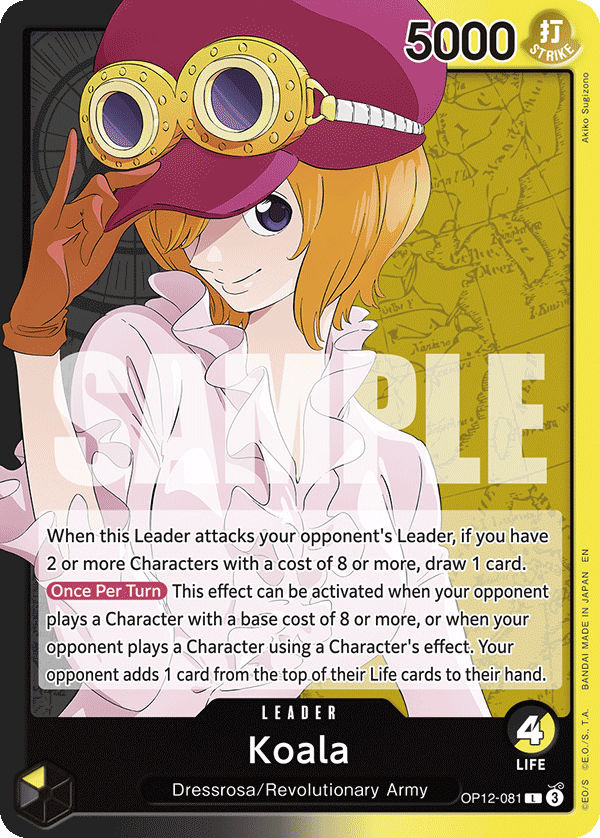 5000
打
STRIKE
Akiko Sugizono
SAMPLE
When this Leader attacks your opponent's Leader, if you have
2 or more Characters with a cost of 8 or more, draw 1 card.
Once Per Turn This effect can be activated when your opponent
plays a Character with a base cost of 8 or more, or when your
opponent plays a Character using a Character's effect. Your
opponent adds 1 card from the top of their Life cards to their hand.
LEADER
Koala
Dressrosa/Revolutionary Army
4
LIFE
OP12-081 L 3
©EO/S ©E.O./S., T.A. BANDAI MADE IN JAPAN EN